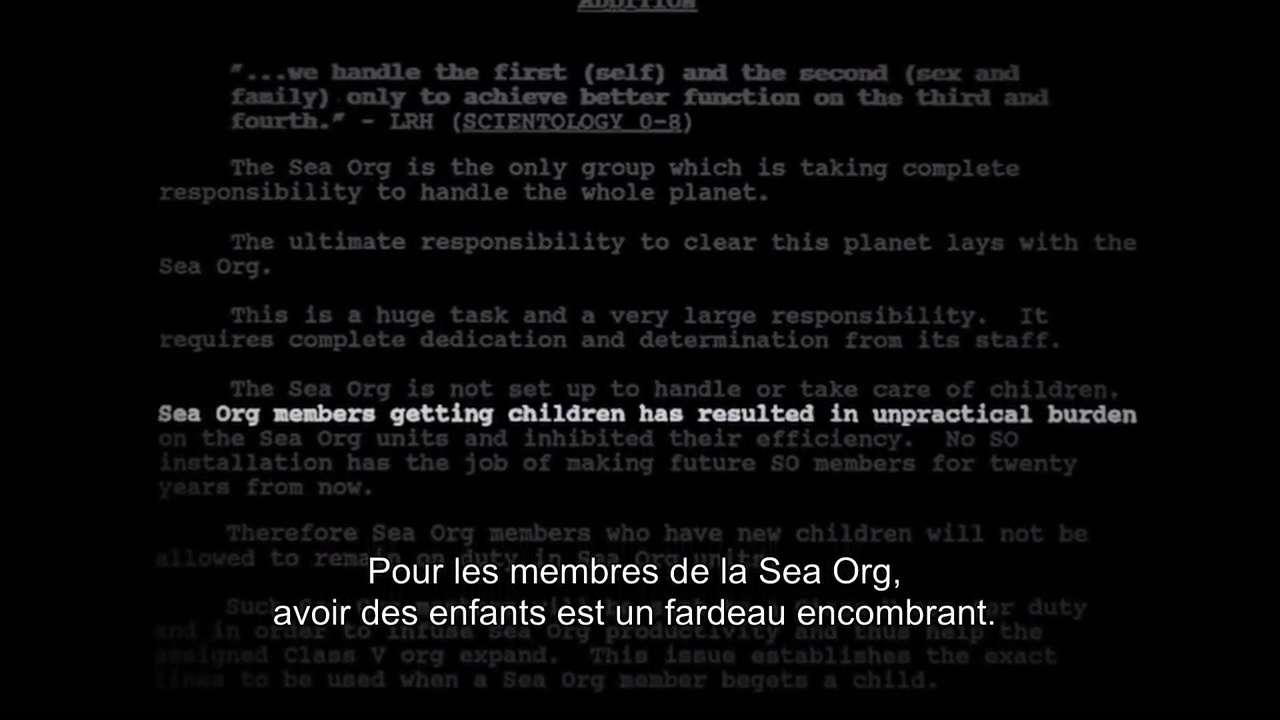 ADDITION
"...we handle the first (self) and the second (sex and
family) only to achieve better function on the third and
fourth." - LRH (SCIENTOLOGY 0-8)
The Sea Org is the only group which is taking complete
responsibility to handle the whole planet.
The ultimate responsibility to clear this planet lays with the
Sea Org.
This is a huge task and a very large responsibility. It
requires complete dedication and determination from its staff.
The Sea Org is not set up to handle or take care of children.
Sea Org members getting children has resulted in unpractical burden
on the Sea Org units and inhibited their efficiency. No SO
installation has the job of making future SO members for twenty
years from now.
Therefore Sea Org members who have new children will not be
allowed to remain on duty in Sea Org units.
Pour les membres de la Sea Org,
avoir des enfants est un fardeau encombrant.
Such duty
and in order to infuse Sea Org productivity and thus help the
assigned Class V org expand. This issue establishes the exact
lines to be used when a Sea Org member begets a child.